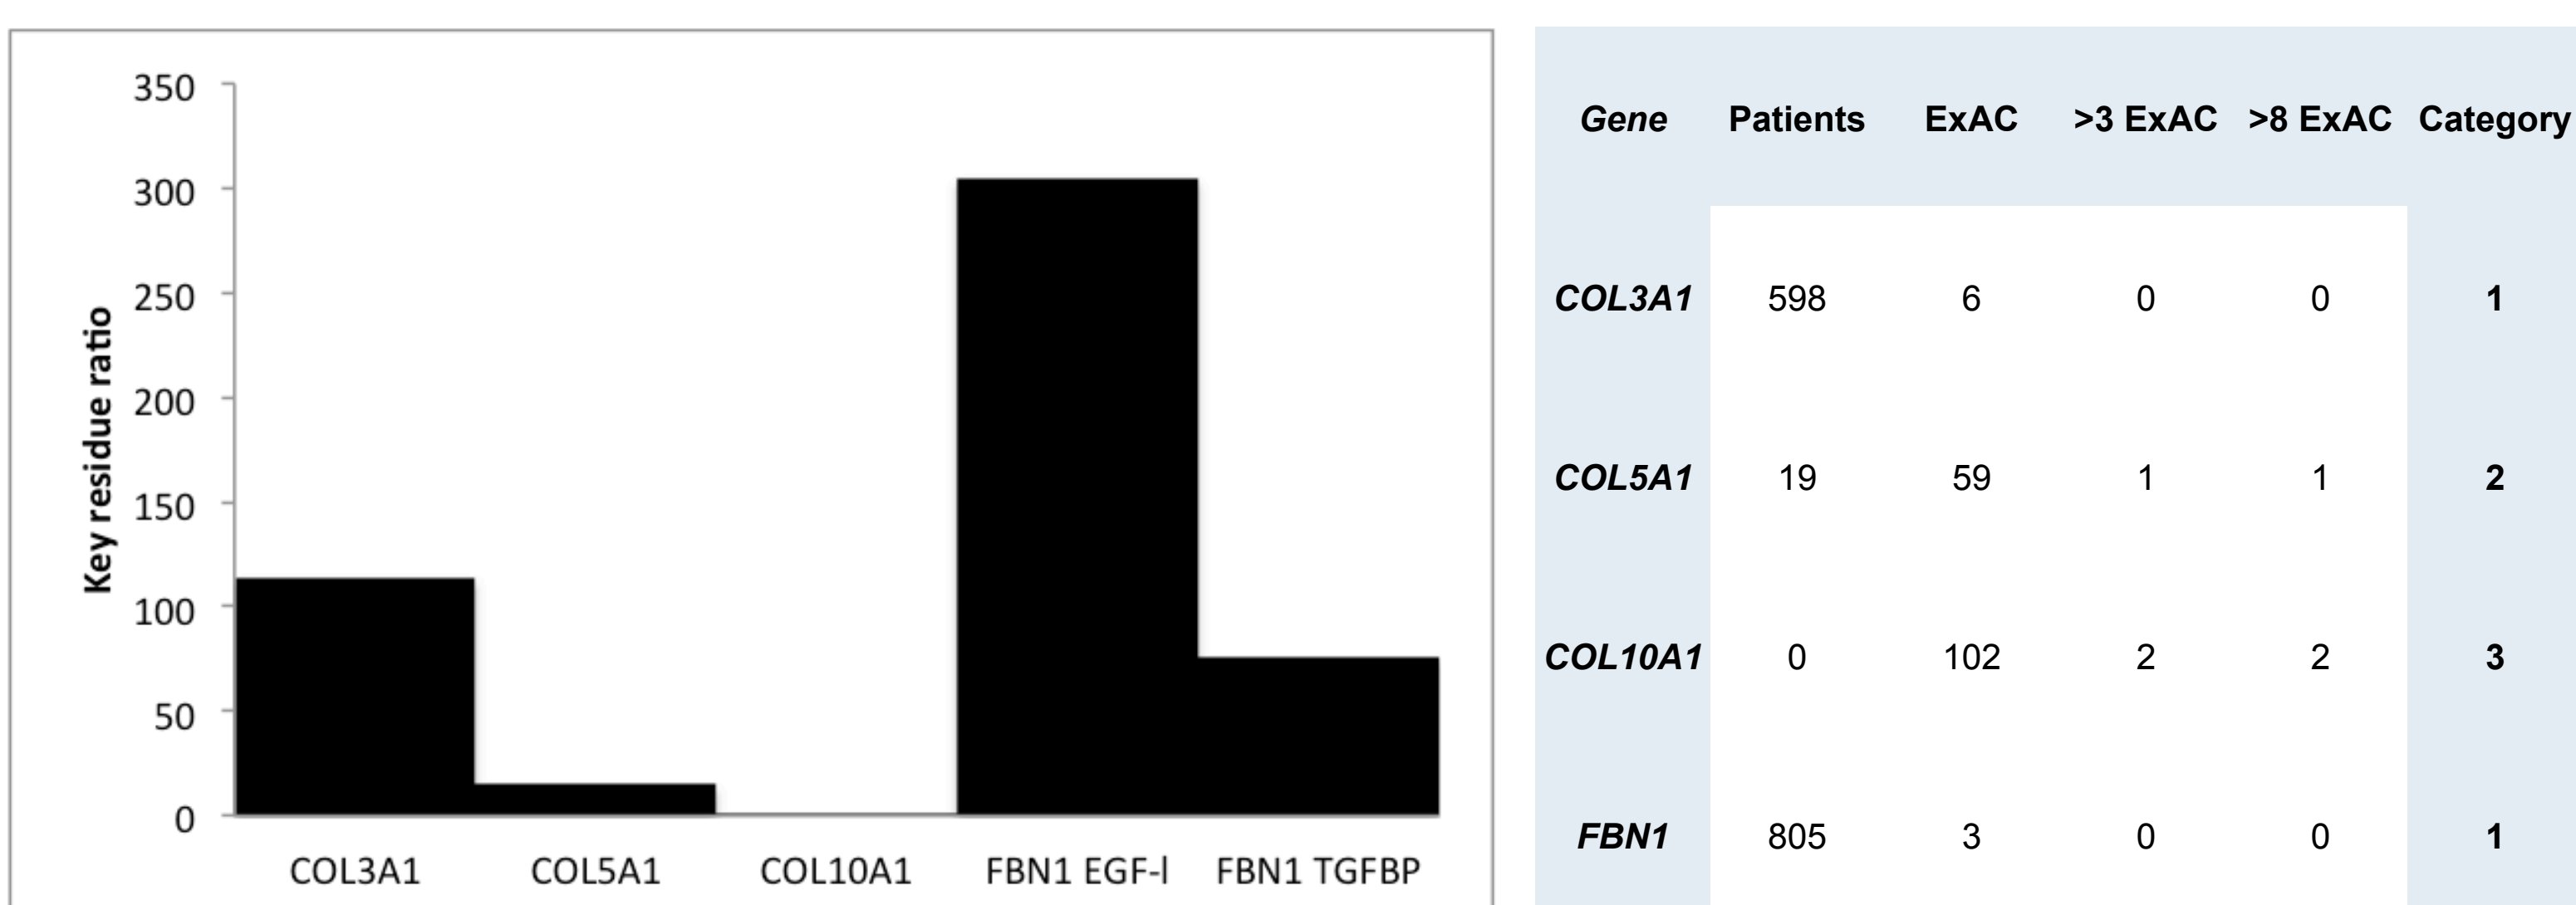 350
300
250
200
150
100
50
0
Key residue ratio
COL3A1 COL5A1 COL10A1 FBN1 EGF-l FBN1 TGFBP
Gene Patients ExAC >3 ExAC >8 ExAC Category
COL3A1 598 6 0 0 1
COL5A1 19 59 1 1 2
COL10A1 0 102 2 2 3
FBN1 805 3 0 0 1